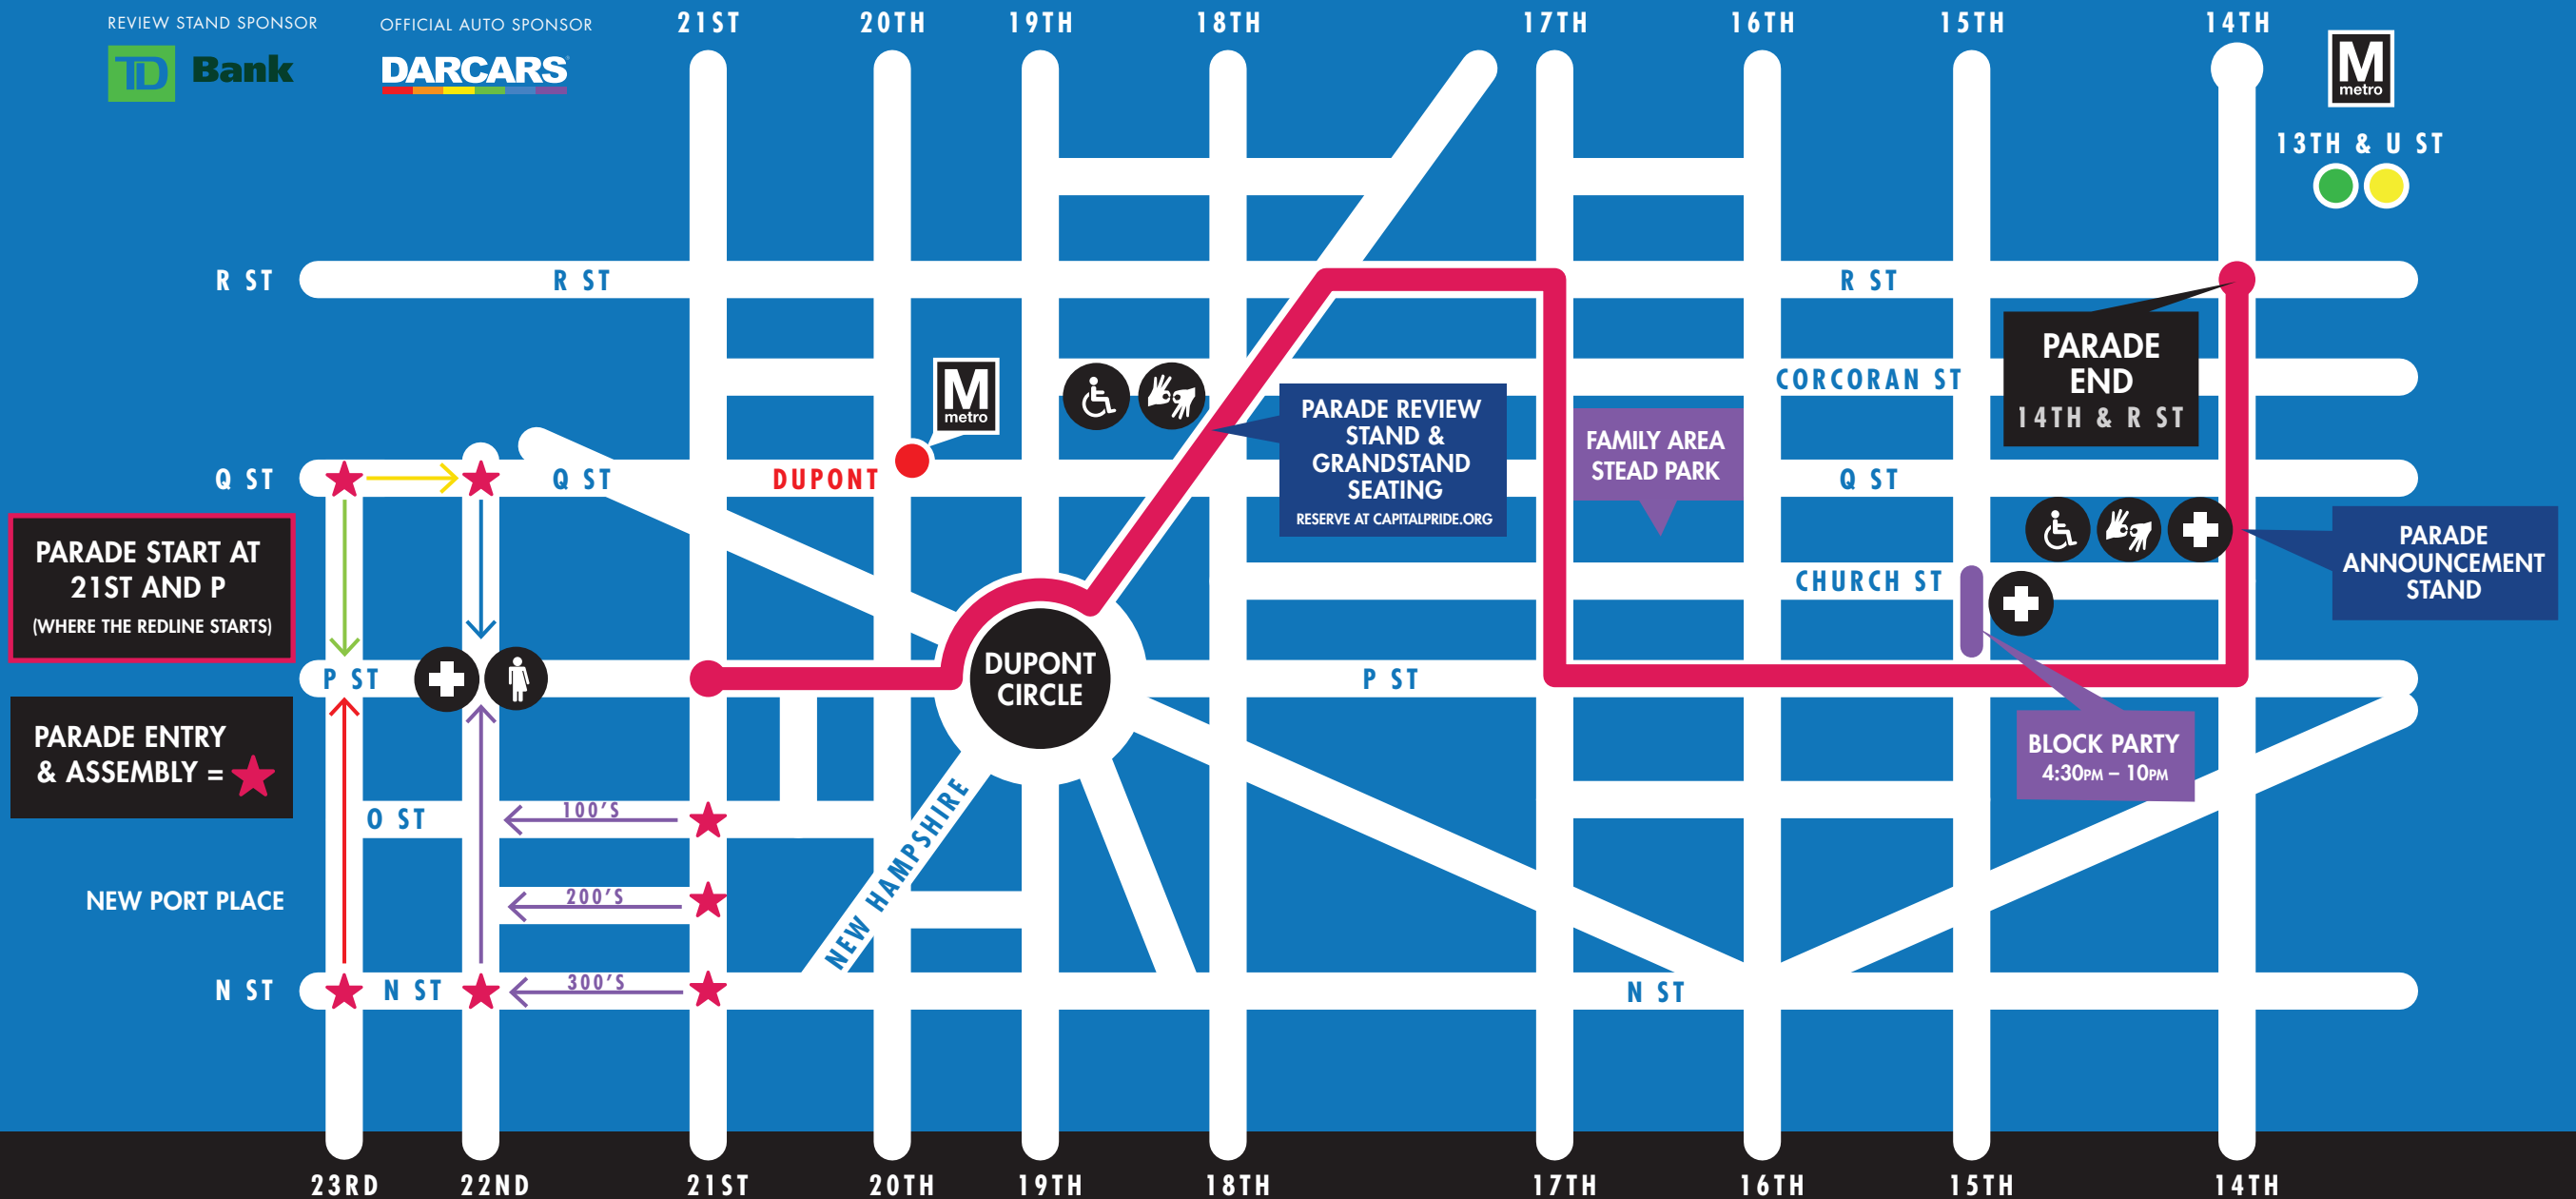 REVIEW STAND SPONSOR
TD Bank
OFFICIAL AUTO SPONSOR
DARCARS
21ST
20TH
19TH
18TH
17TH
16TH
15TH
14TH
M
metro
13TH & U ST
R ST
R ST
R ST
PARADE
END
14TH & R ST
M
metro
CORCORAN ST
PARADE REVIEW
STAND &
GRANDSTAND
SEATING
RESERVE AT CAPITALPRIDE.ORG
FAMILY AREA
STEAD PARK
Q ST
Q ST
DUPONT
Q ST
PARADE START AT
21ST AND P
(WHERE THE REDLINE STARTS)
PARADE
ANNOUNCEMENT
STAND
CHURCH ST
P ST
DUPONT
CIRCLE
P ST
PARADE ENTRY
& ASSEMBLY =
BLOCK PARTY
4:30PM – 10PM
O ST
100'S
NEW HAMPSHIRE
NEW PORT PLACE
200'S
N ST
N ST
300'S
N ST
23RD
22ND
21ST
20TH
19TH
18TH
17TH
16TH
15TH
14TH